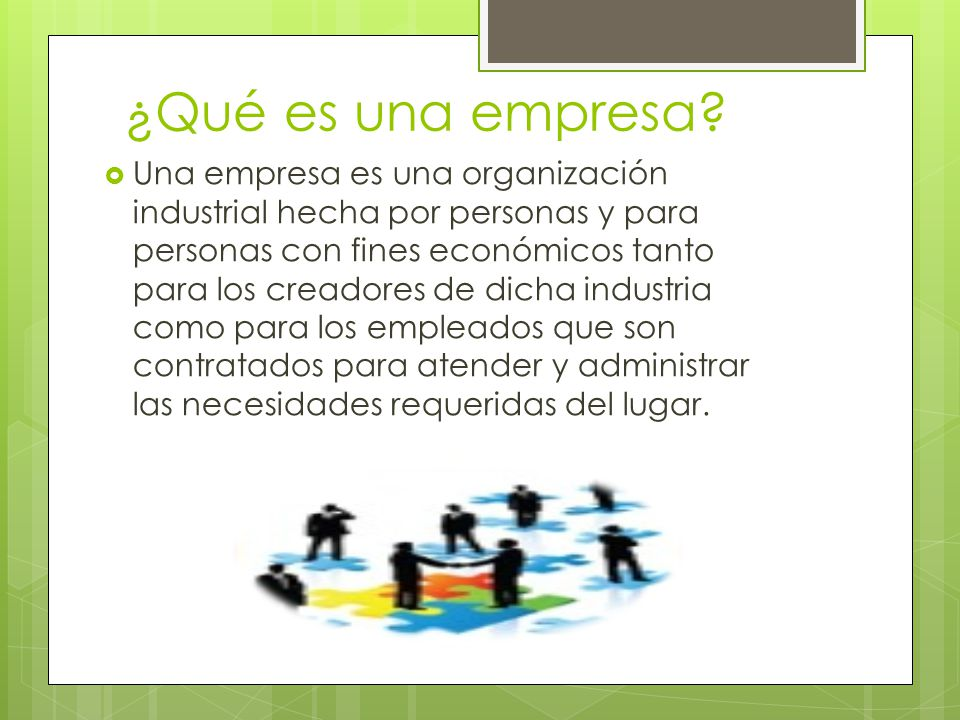 ¿Qué es una empresa?
Una empresa es una organización
industrial hecha por personas y para
personas con fines económicos tanto
para los creadores de dicha industria
como para los empleados que son
contratados para atender y administrar
las necesidades requeridas del lugar.